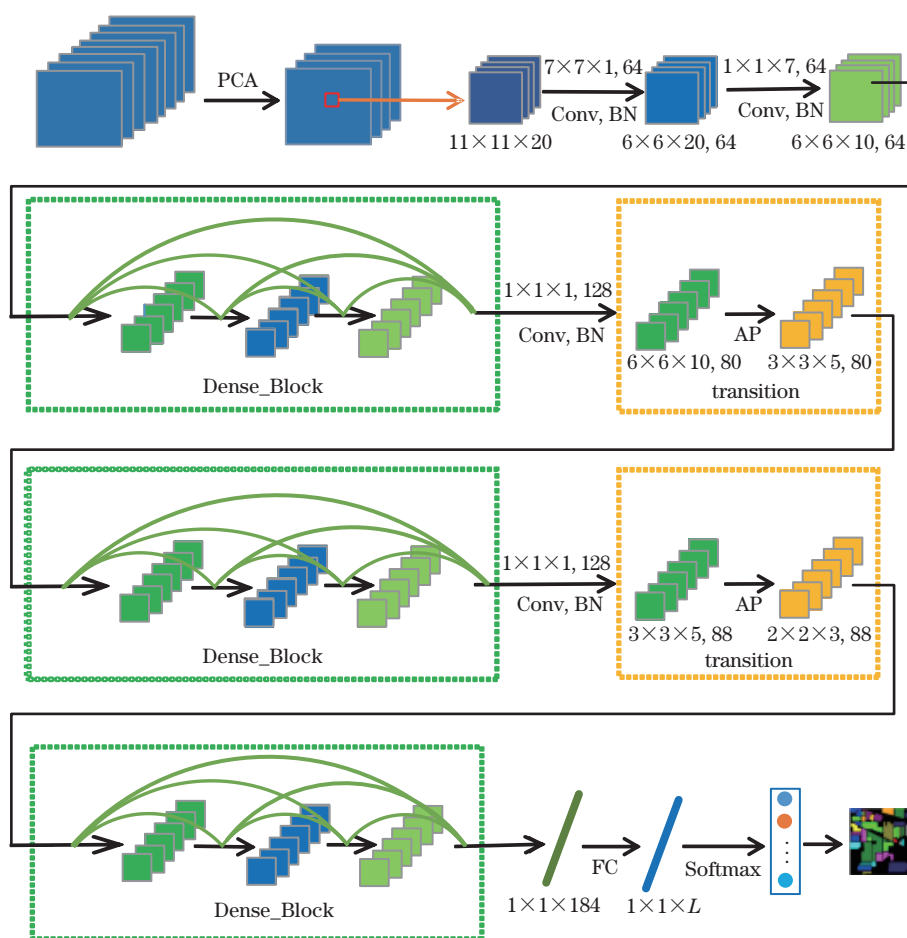 PCA
7×7×1, 64
Conv, BN
1×1×7, 64
Conv, BN
11×11×20
6×6×20, 64
6×6×10, 64
Dense_Block
1×1×1, 128
Conv, BN
6×6×10, 80
AP
3×3×5, 80
transition
Dense_Block
1×1×1, 128
Conv, BN
3×3×5, 88
AP
2×2×3, 88
transition
Dense_Block
1×1×184
FC
1×1×L
Softmax